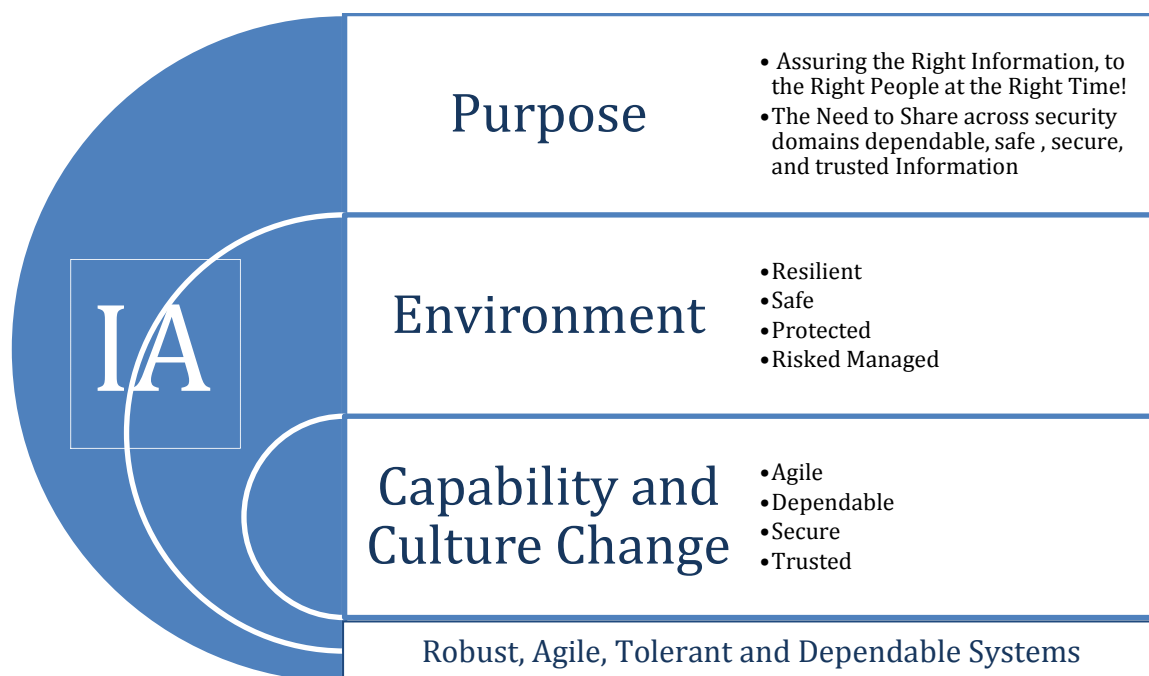 IA
Purpose
• Assuring the Right Information, to
the Right People at the Right Time!
•The Need to Share across security
domains dependable, safe , secure,
and trusted Information
Environment
•Resilient
•Safe
•Protected
•Risked Managed
Capability and
Culture Change
•Agile
•Dependable
•Secure
•Trusted
Robust, Agile, Tolerant and Dependable Systems